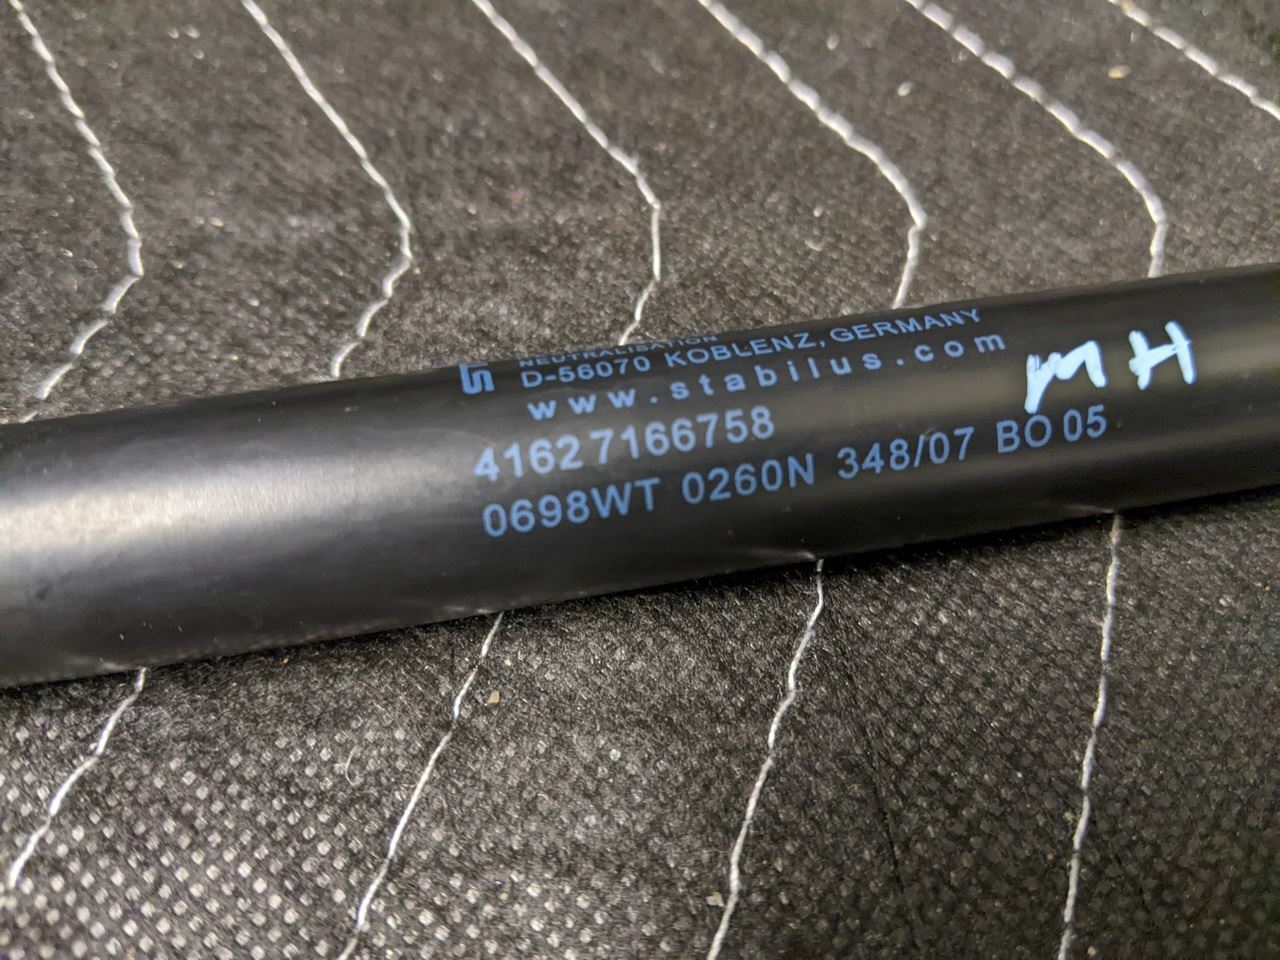 NEUTRALISATION
D-56070 KOBLENZ, GERMANY
www.stabilus.com
MH
41627166758
0698WT 0260N 348/07 BO 05